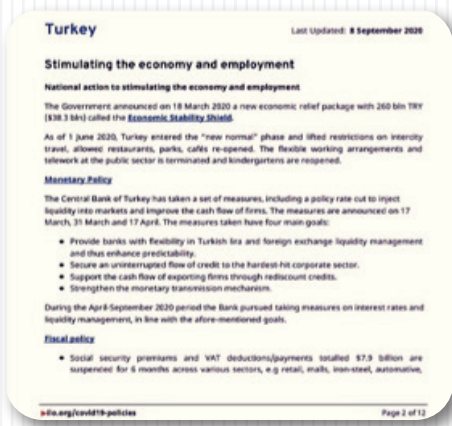 Turkey
Last Updated: 8 September 2020
Stimulating the economy and employment
National action to stimulating the economy and employment
The Government announced on 18 March 2020 a new economic relief package with 260 bln TRY
($38.3 bln) called the Economic Stability Shield.
As of 1 June 2020, Turkey entered the "new normal" phase and lifted restrictions on intercity
travel, allowed restaurants, parks, cafés re-opened. The flexible working arrangements and
telework at the public sector is terminated and kindergartens are reopened.
Monetary Policy
The Central Bank of Turkey has taken a set of measures, including a policy rate cut to inject
liquidity into markets and improve the cash flow of firms. The measures are announced on 17
March, 31 March and 17 April. The measures taken have four main goals:
• Provide banks with flexibility in Turkish lira and foreign exchange liquidity management
and thus enhance predictability.
• Secure an uninterrupted flow of credit to the hardest-hit corporate sector.
• Support the cash flow of exporting firms through rediscount credits.
• Strengthen the monetary transmission mechanism.
During the April-September 2020 period the Bank pursued taking measures on interest rates and
liquidity management, in line with the afore-mentioned goals.
Fiscal policy
• Social security premiums and VAT deductions/payments totalled $7.9 billion are
suspended for 6 months across various sectors, e.g retail, malls, iron-steel, automotive,
ilo.org/covid19-policies
Page 2 of 12